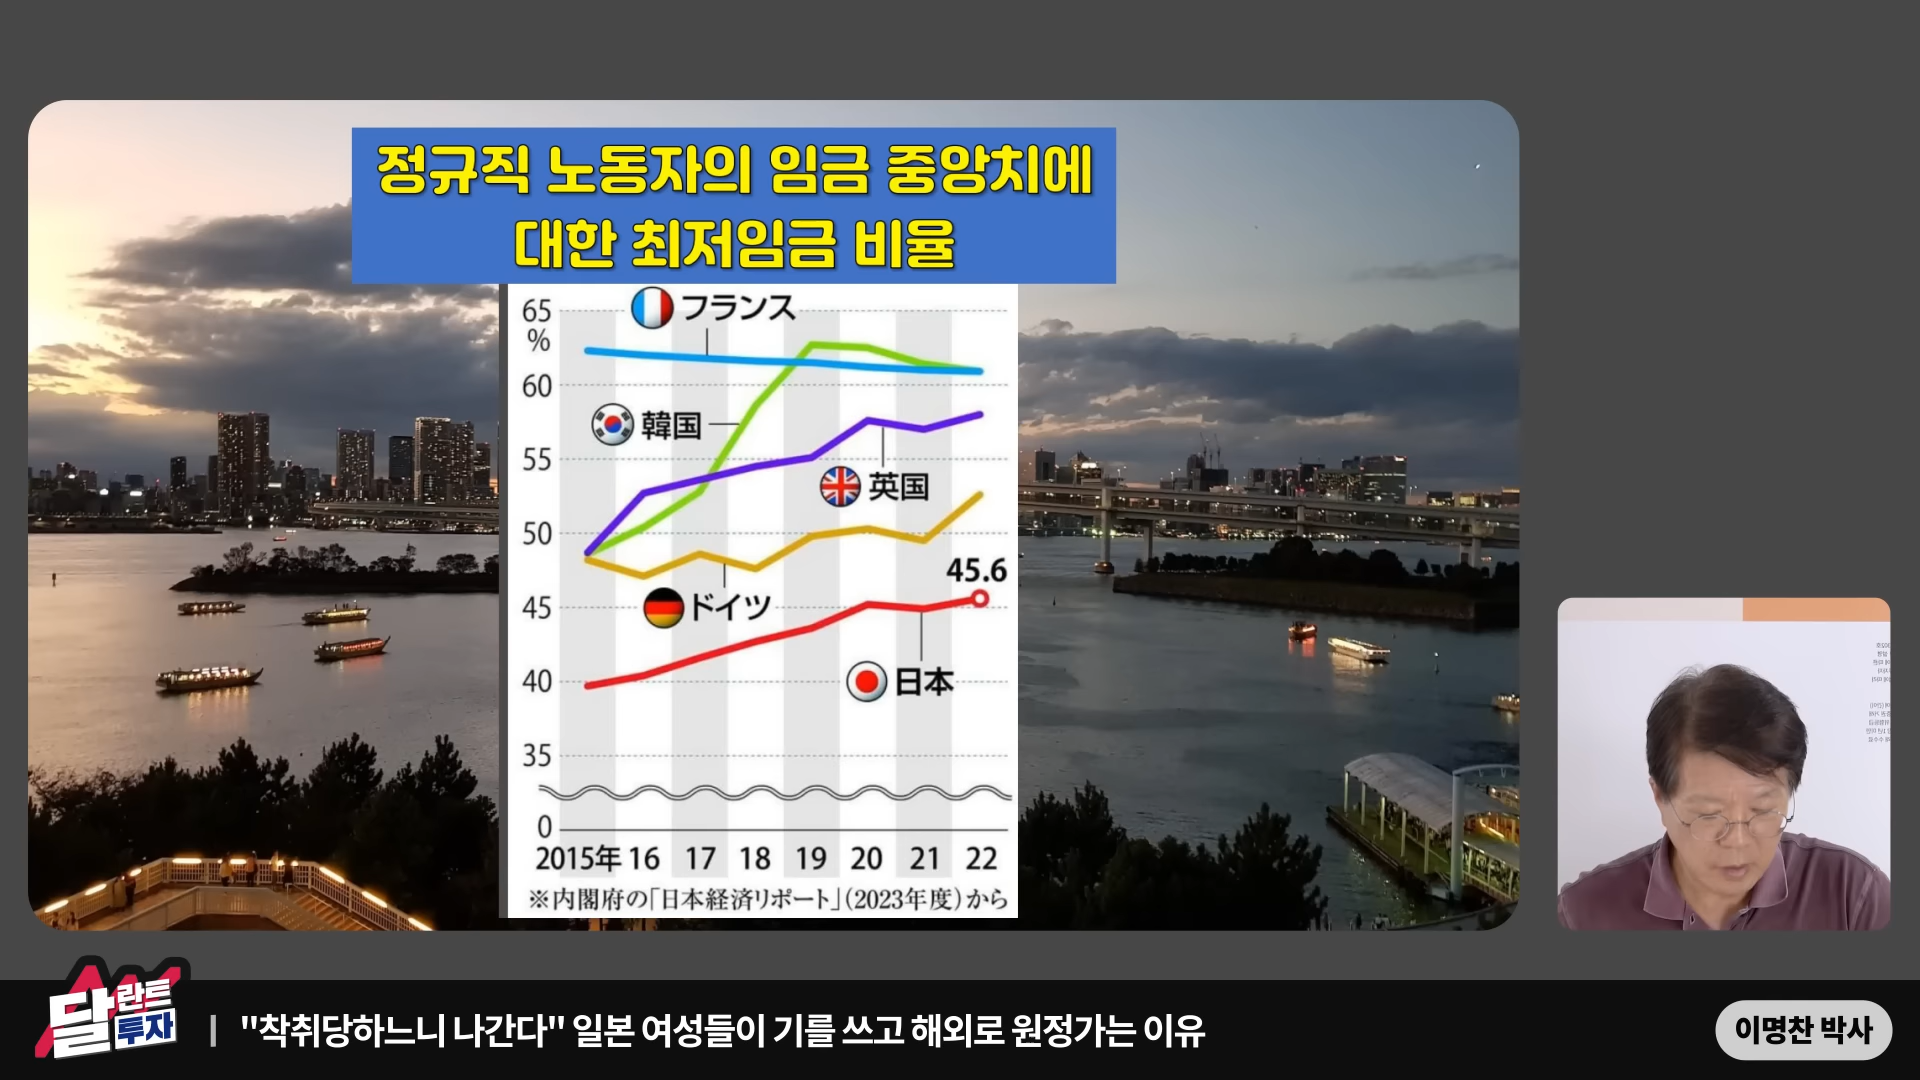 정규직 노동자의 임금 중앙치에
대한 최저임금 비율
65
%
60
55
50
45
40
35
0
フランス
韓国
英国
ドイツ
45.6
日本
2015年 16 17 18 19 20 21 22
※内閣府の「日本経済リポート」(2023年度)から
달란트투자
"착취당하느니 나간다" 일본 여성들이 기를 쓰고 해외로 원정가는 이유
이명찬 박사